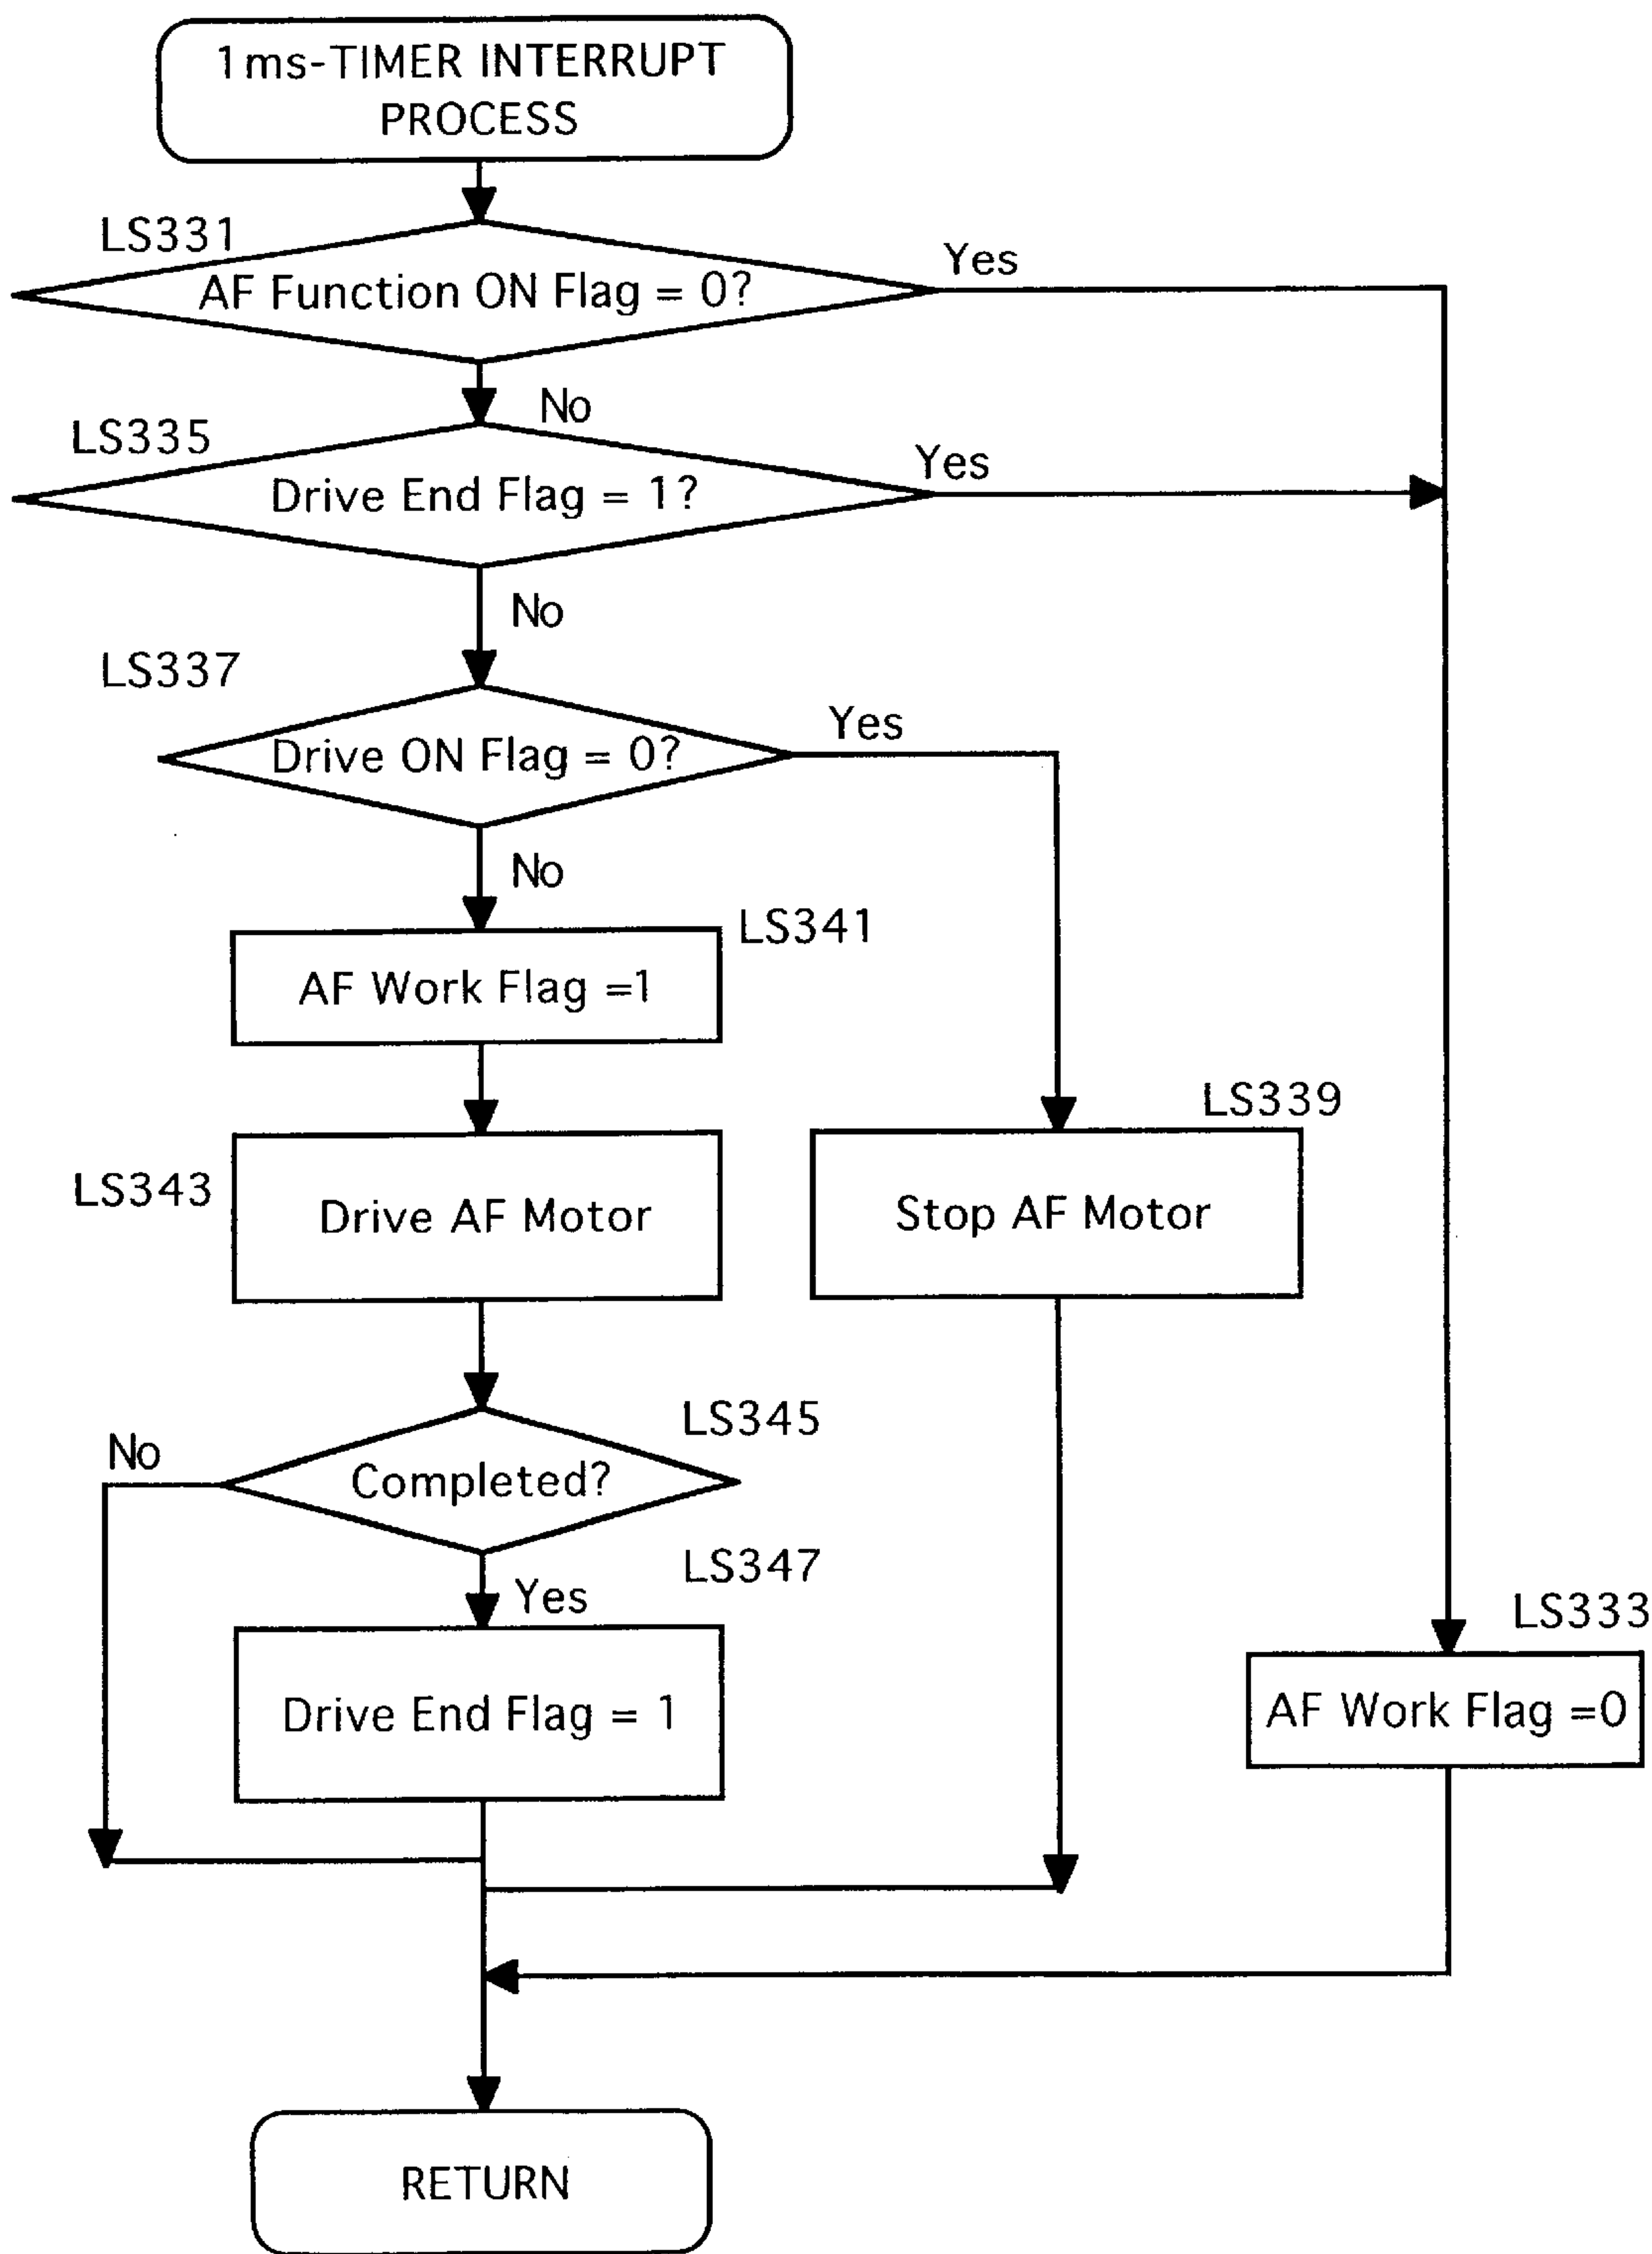 1ms-TIMER INTERRUPT
PROCESS
LS331
AF Function ON Flag = 0?
Yes
No
LS335
Drive End Flag = 1?
Yes
No
LS337
Drive ON Flag = 0?
Yes
No
LS341
AF Work Flag =1
LS339
LS343
Drive AF Motor
Stop AF Motor
LS345
No
Completed?
LS347
Yes
LS333
Drive End Flag = 1
AF Work Flag =0
RETURN